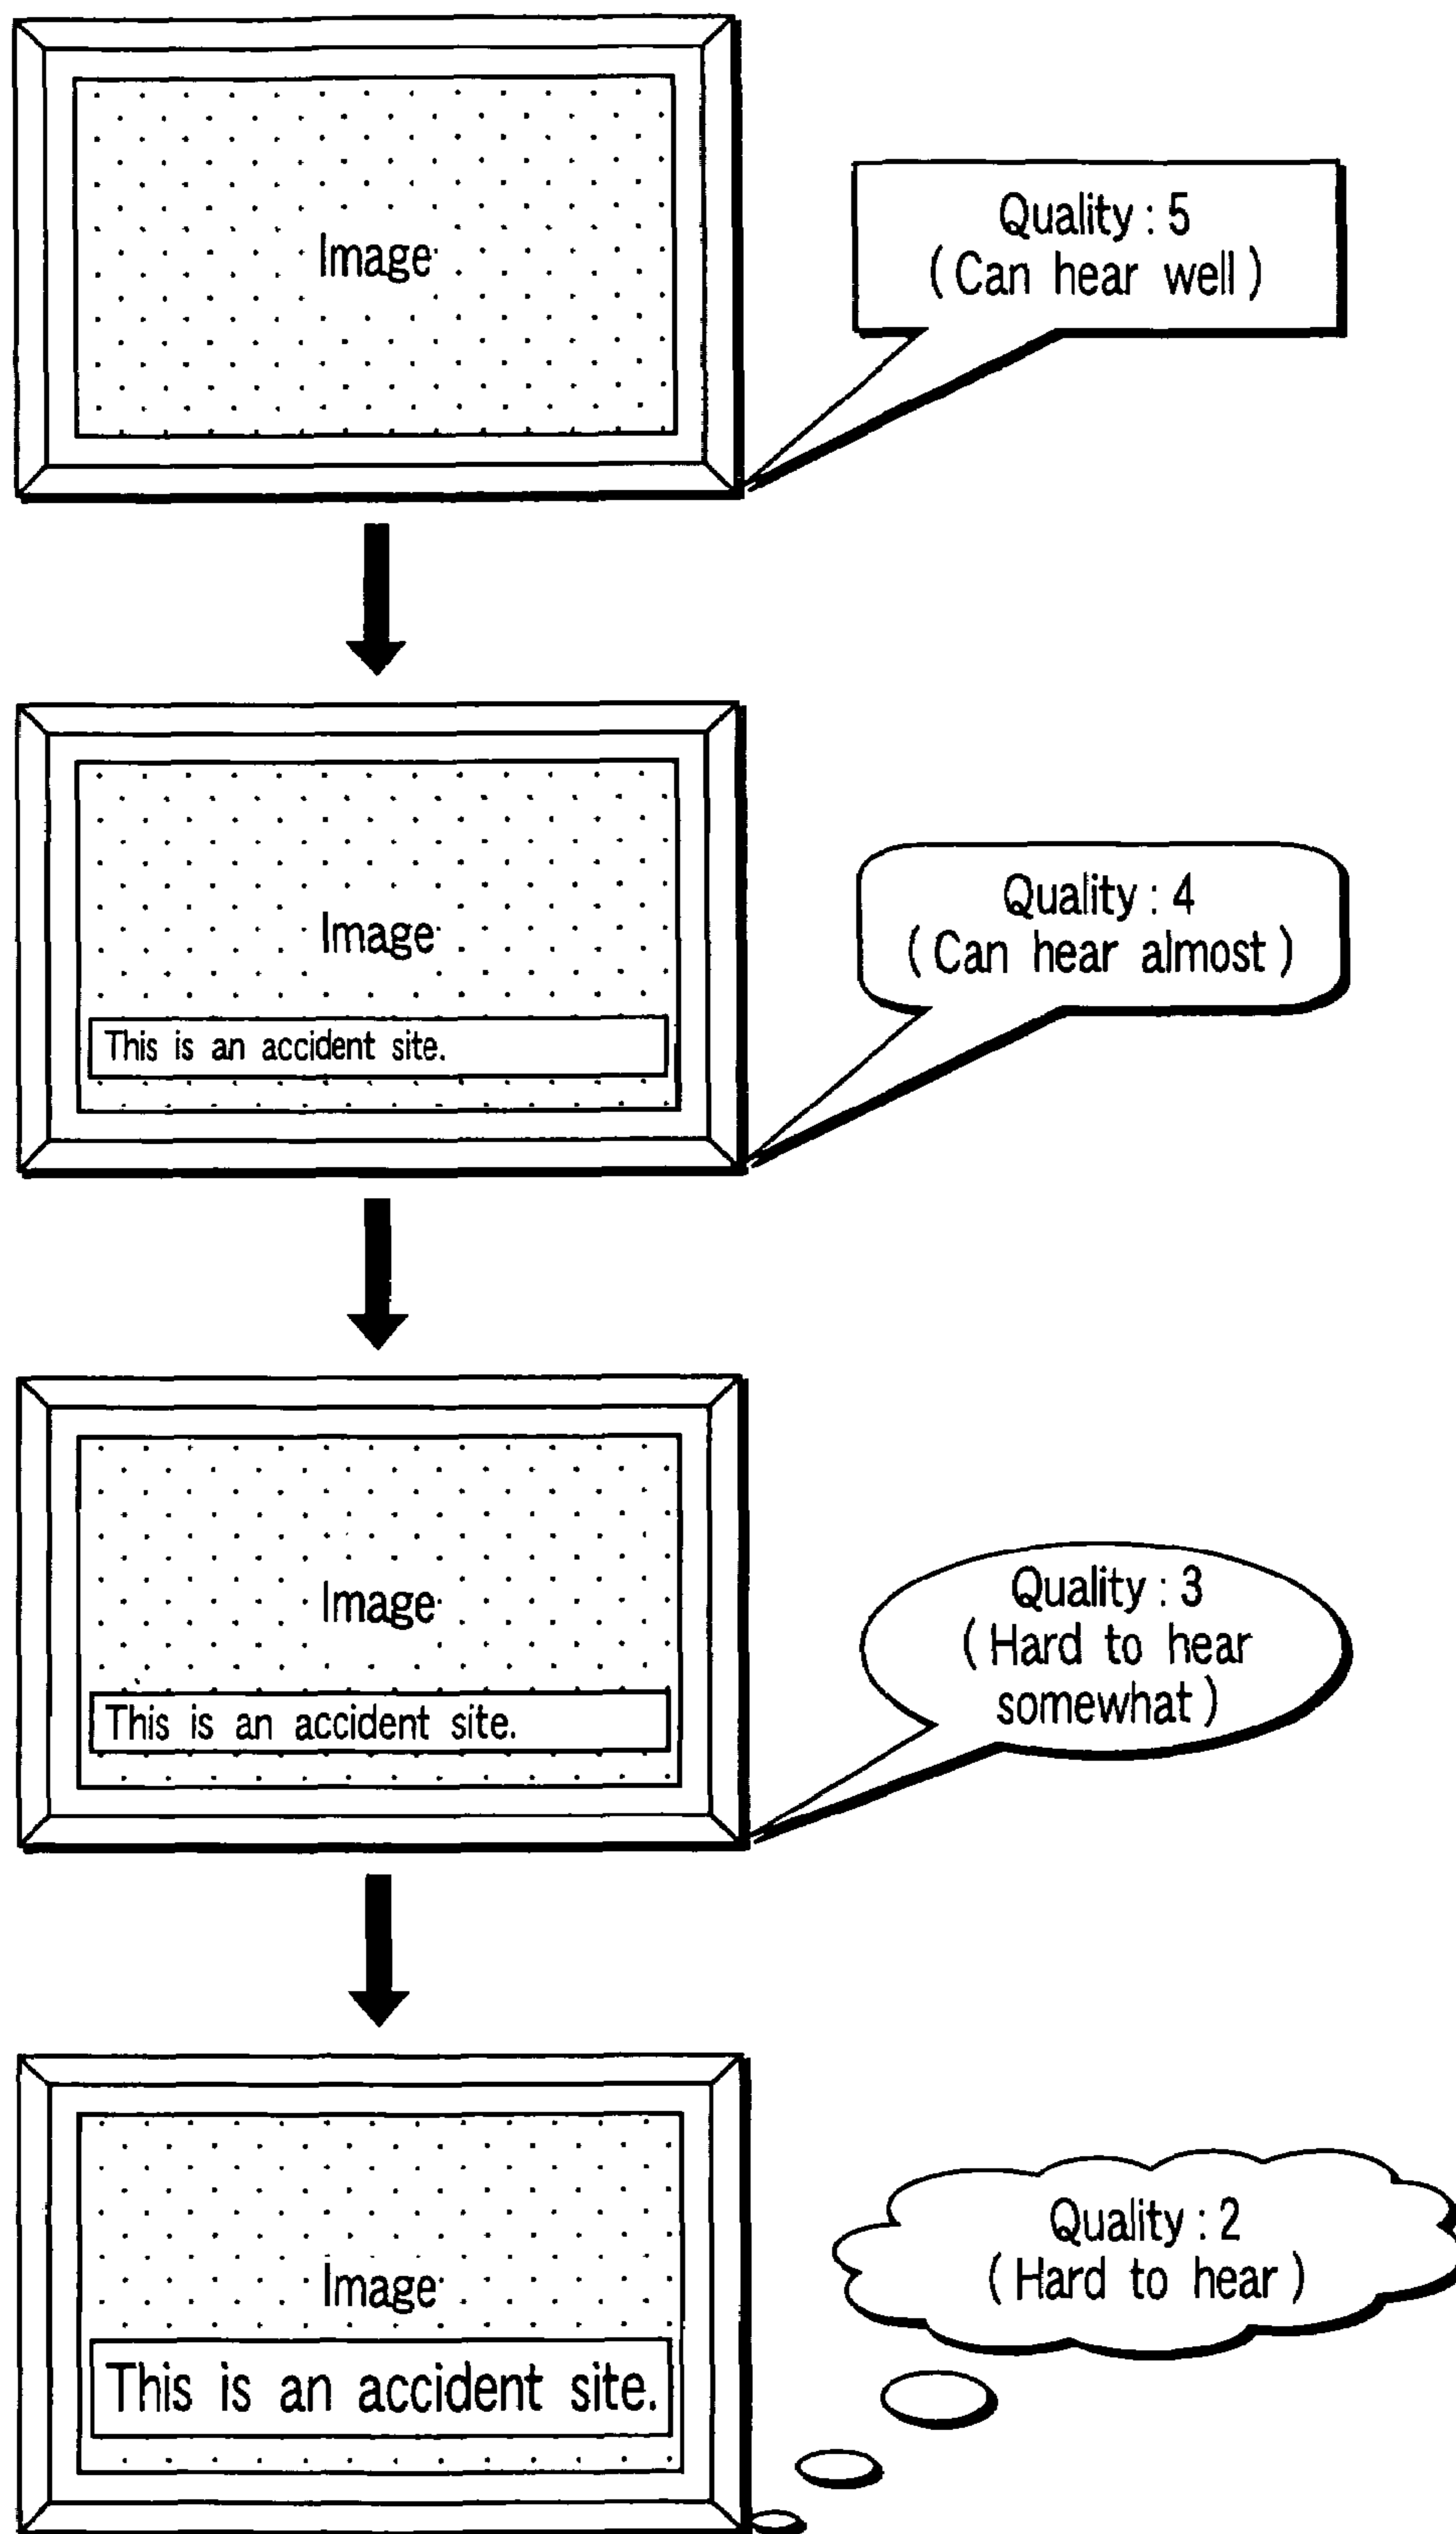 Image
Quality : 5
( Can hear well )
Image
This is an accident site.
Quality : 4
( Can hear almost )
Image
This is an accident site.
Quality : 3
( Hard to hear
somewhat )
Image
This is an accident site.
Quality : 2
( Hard to hear )